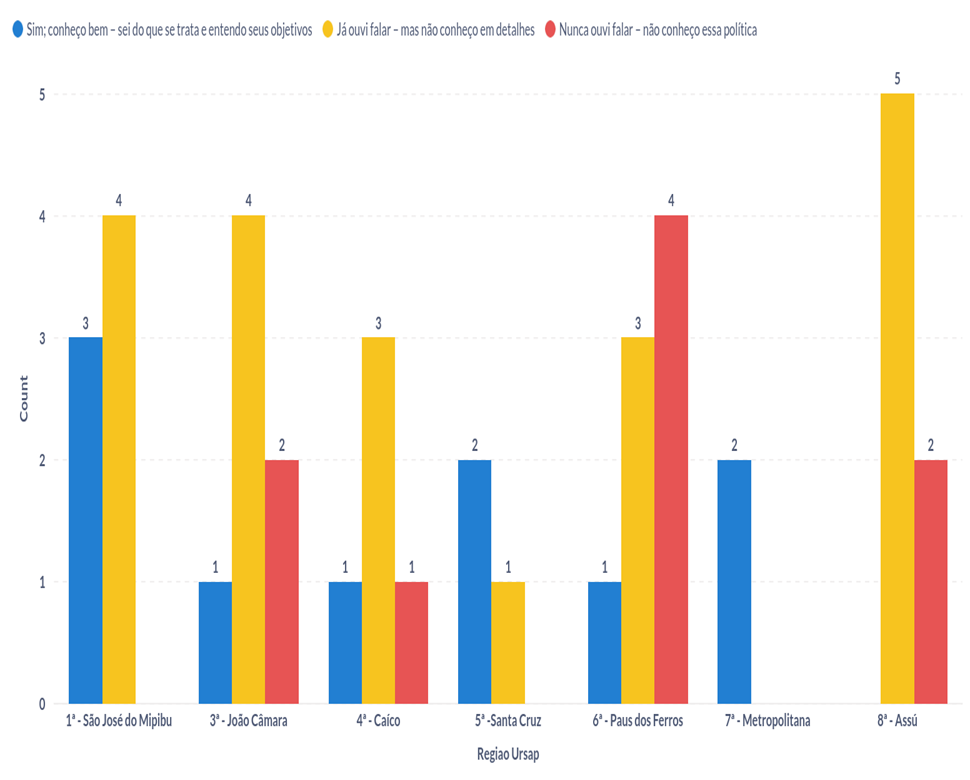 Sim; conheço bem – sei do que se trata e entendo seus objetivos Já ouvi falar – mas não conheço em detalhes Nunca ouvi falar – não conheço essa política
5
5
4 4 4 4
3 3 3 3
2 2 2 2 2
1 1 1 1 1 1
0
Count
1ª - São José do Mipibu 3ª - João Câmara 4ª - Caíco 5ª -Santa Cruz 6ª - Paus dos Ferros 7ª - Metropolitana 8ª - Assú
Regiao Ursap